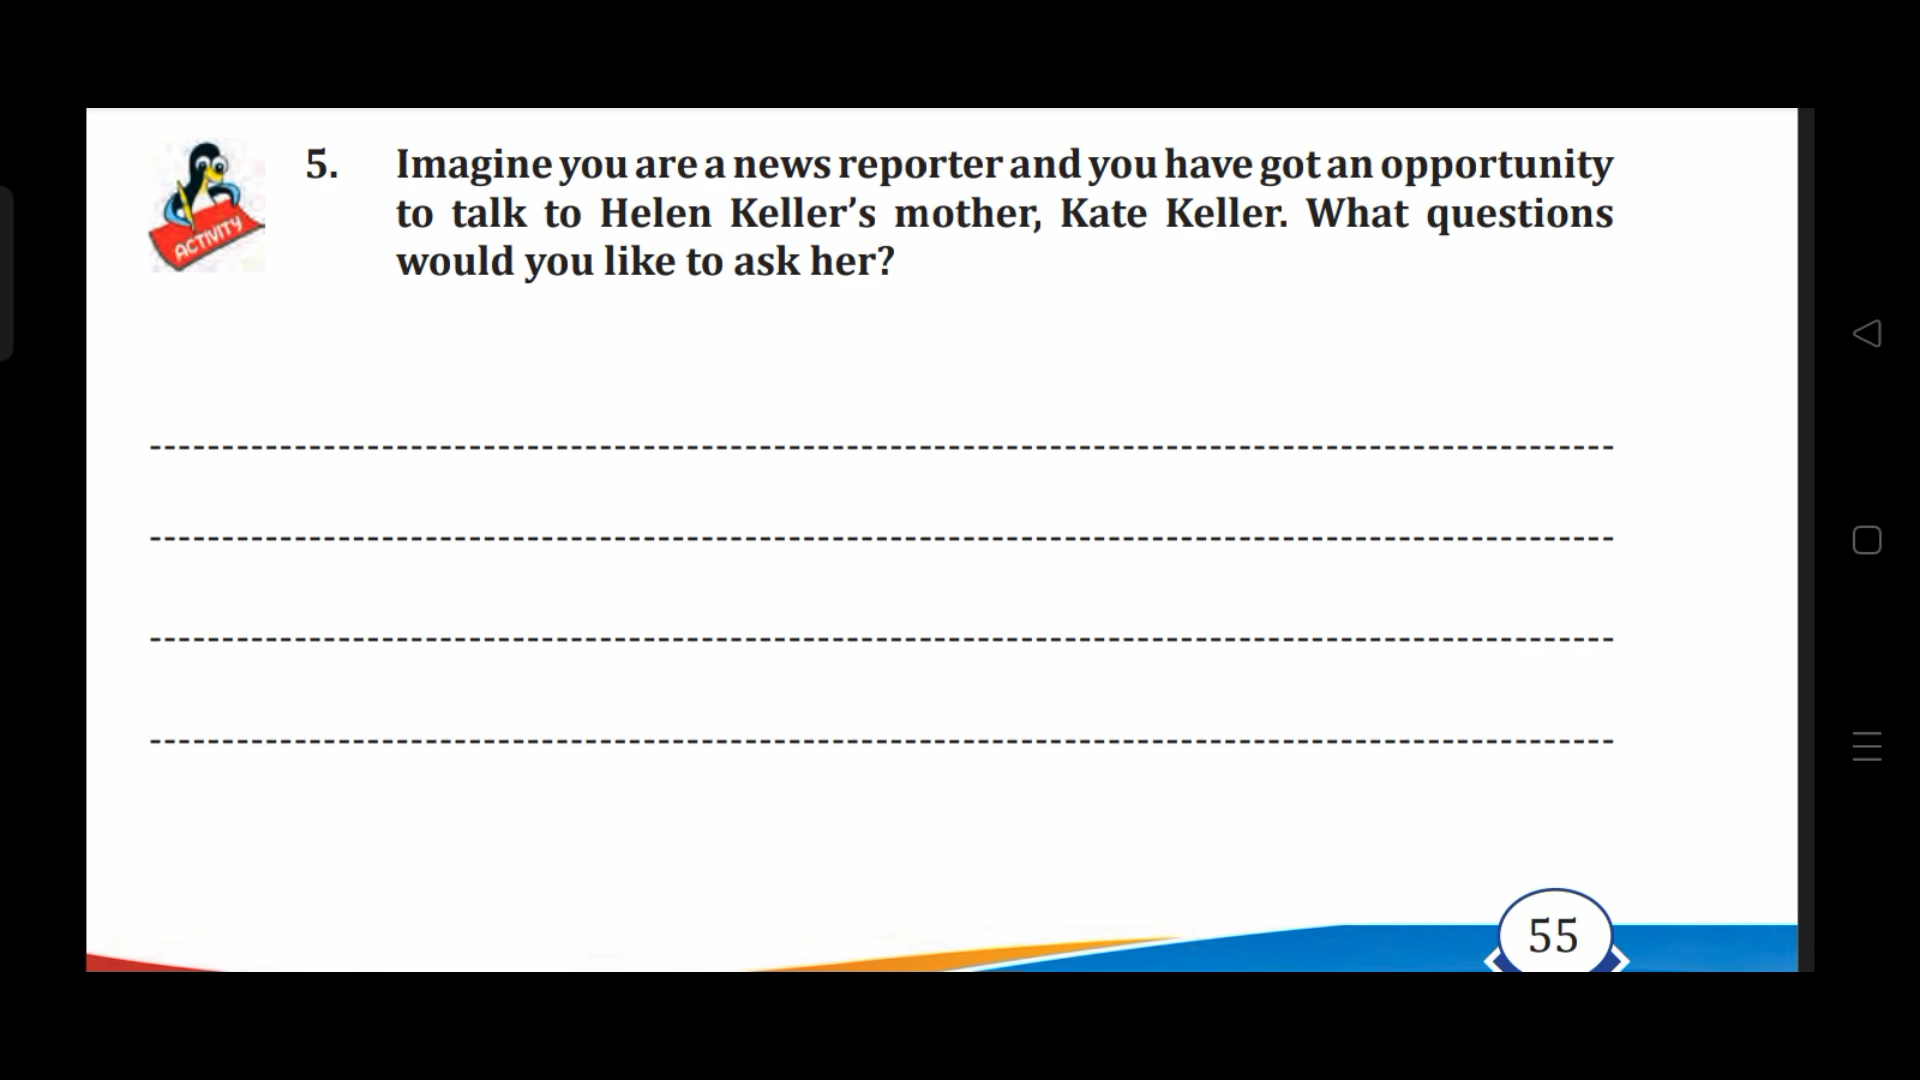 ACTIVITY
5. Imagine you are a news reporter and you have got an opportunity
to talk to Helen Keller’s mother, Kate Keller. What questions
would you like to ask her?
55